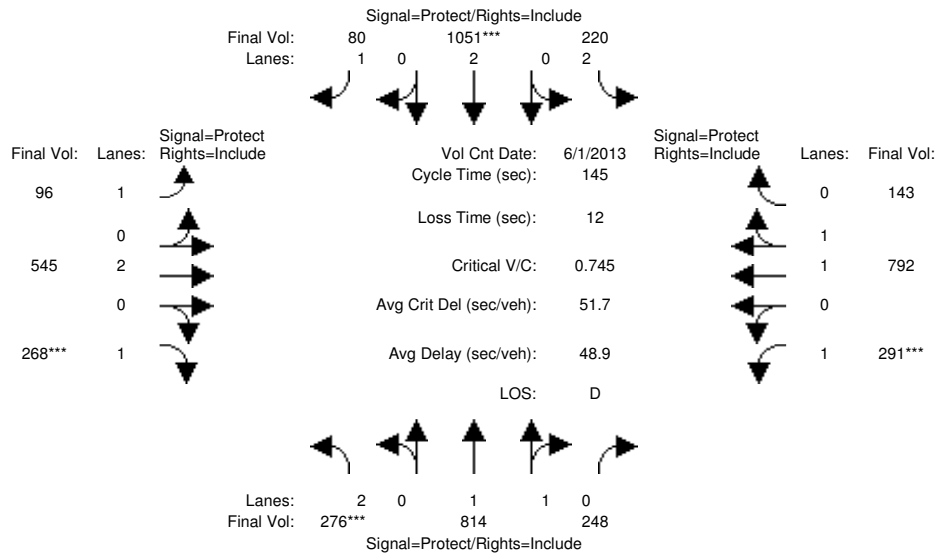 Signal=Protect/Rights=Include
Final Vol: 80 1051*** 220
Lanes: 1 0 2 0 2
Signal=Protect Signal=Protect
Final Vol: Lanes: Rights=Include Vol Cnt Date: 6/1/2013 Rights=Include Lanes: Final Vol:
Cycle Time (sec): 145
96 1 0 143
Loss Time (sec): 12
0 1
545 2 Critical V/C: 0.745 1 792
0 Avg Crit Del (sec/veh): 51.7 0
268*** 1 Avg Delay (sec/veh): 48.9 1 291***
LOS: D
Lanes: 2 0 1 1 0
Final Vol: 276*** 814 248
Signal=Protect/Rights=Include